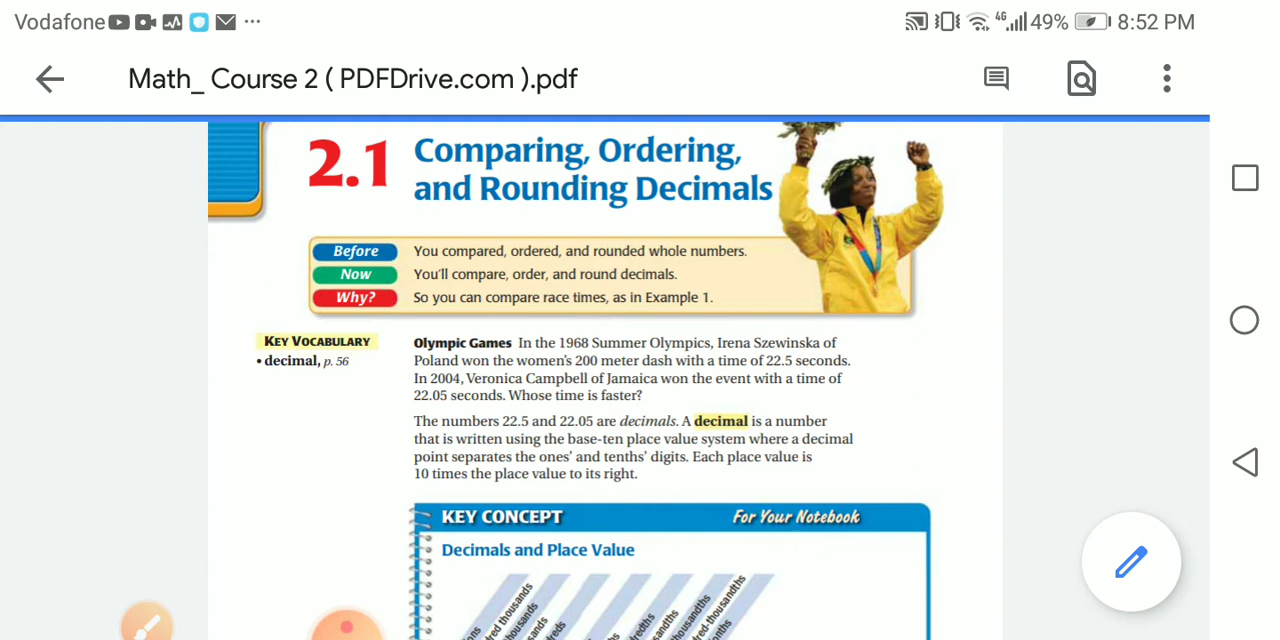 Vodafone ... 4G 49% 8:52 PM
Math_ Course 2 ( PDFDrive.com ).pdf
2.1 Comparing, Ordering,
and Rounding Decimals
Before You compared, ordered, and rounded whole numbers.
Now You'll compare, order, and round decimals.
Why? So you can compare race times, as in Example 1.
KEY VOCABULARY
• decimal, p. 56
Olympic Games In the 1968 Summer Olympics, Irena Szewinska of
Poland won the women's 200 meter dash with a time of 22.5 seconds.
In 2004, Veronica Campbell of Jamaica won the event with a time of
22.05 seconds. Whose time is faster?
The numbers 22.5 and 22.05 are decimals. A decimal is a number
that is written using the base-ten place value system where a decimal
point separates the ones' and tenths' digits. Each place value is
10 times the place value to its right.
KEY CONCEPT For Your Notebook
Decimals and Place Value